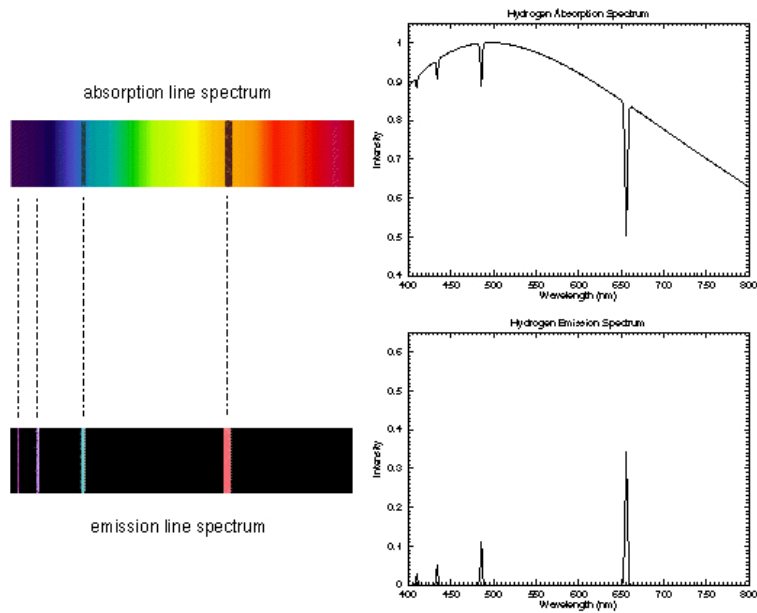 absorption line spectrum
emission line spectrum
Hydrogen Absorption Spectrum
Intensity
1
0.9
0.8
0.7
0.6
0.5
0.4
400 450 500 550 600 650 700 750 800
Wavelength (nm)
Hydrogen Emission Spectrum
Intensity
0.6
0.5
0.4
0.3
0.2
0.1
0
400 450 500 550 600 650 700 750 800
Wavelength (nm)